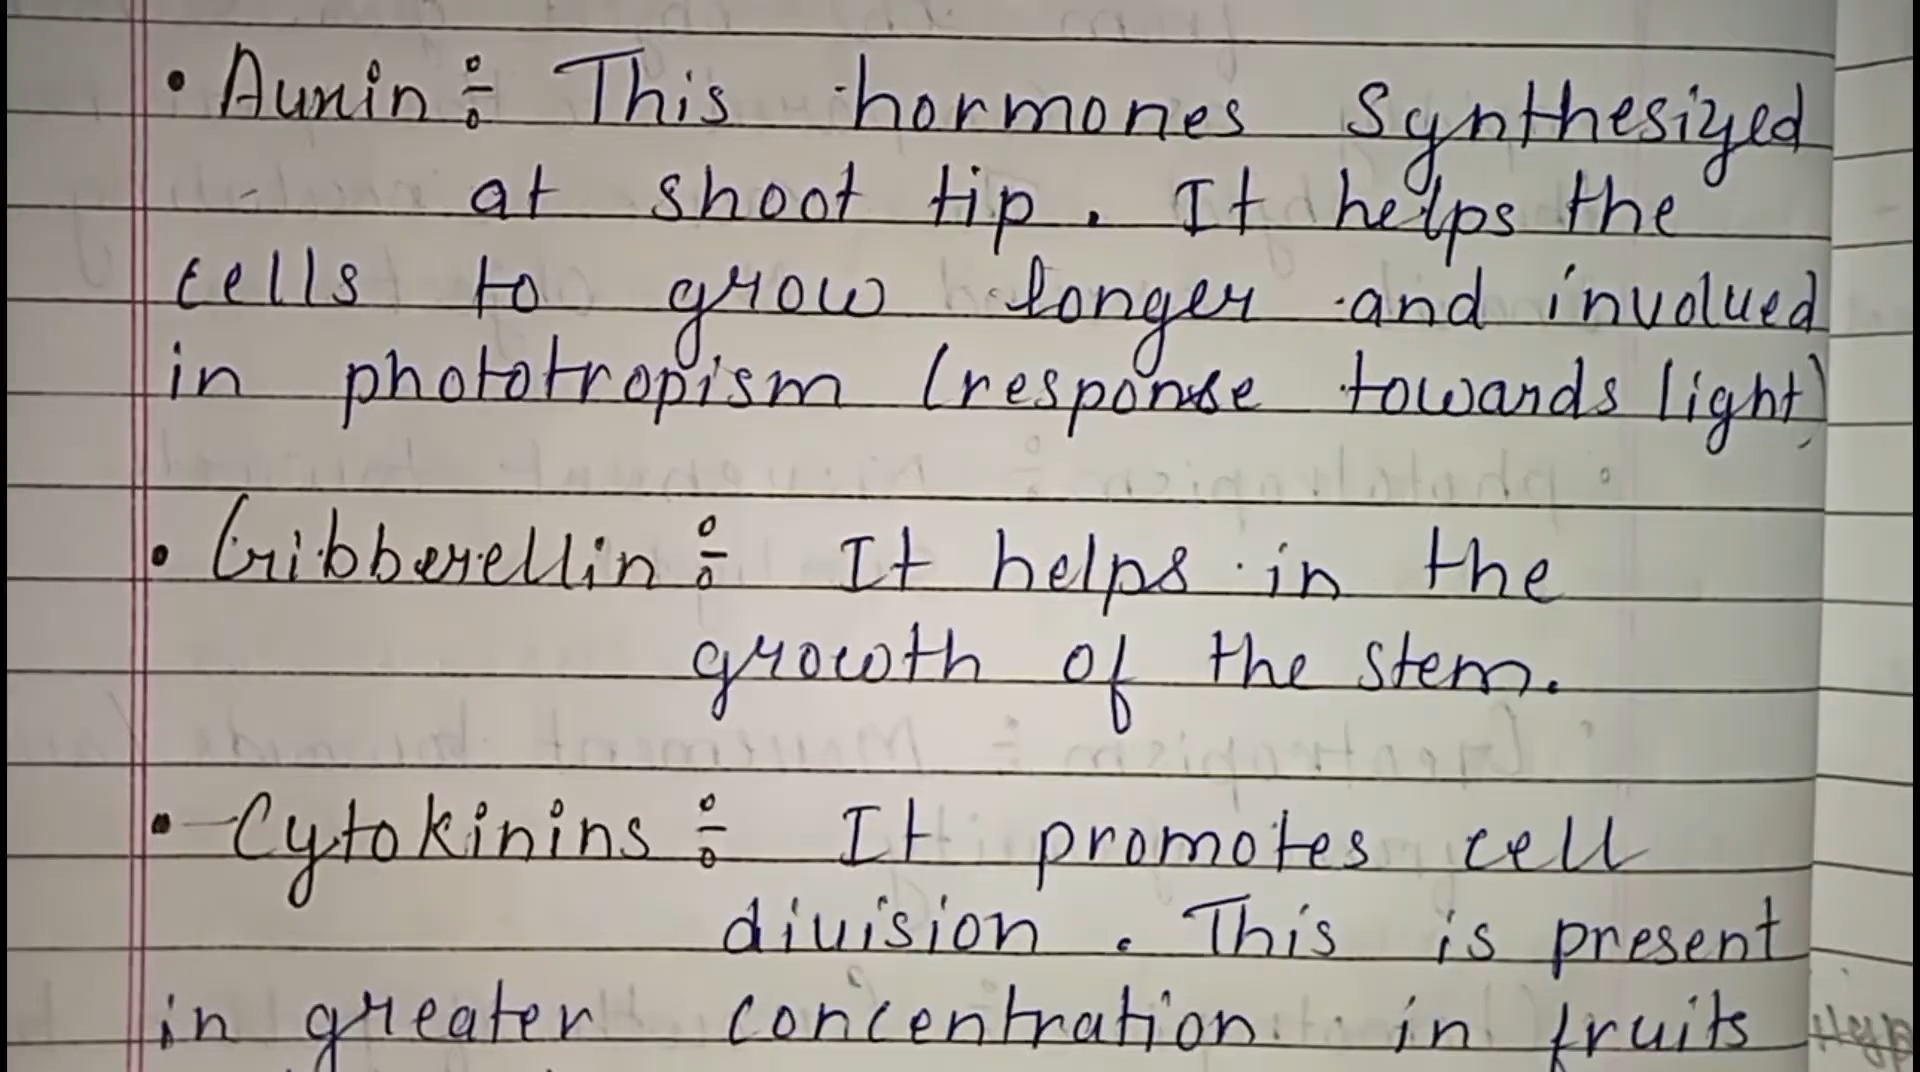 • Auxin ÷ This hormones Synthesized
at shoot tip. It helps the
cells to grow longer and involved
in phototropism (response towards light)
• Gibberellin ÷ It helps in the
growth of the stem.
• Cytokinins ÷ It promotes cell
division. This is present
in greater concentration in fruits